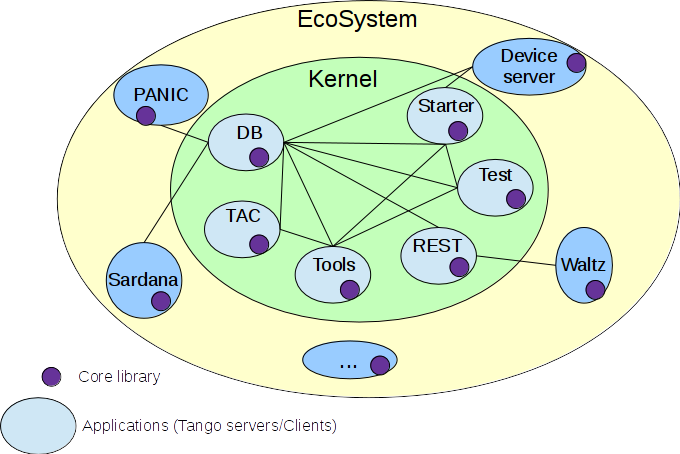 EcoSystem
Device
server
Kernel
PANIC
Starter
DB
Test
TAC
REST
Tools
Waltz
Sardana
...
Core library
Applications (Tango servers/Clients)